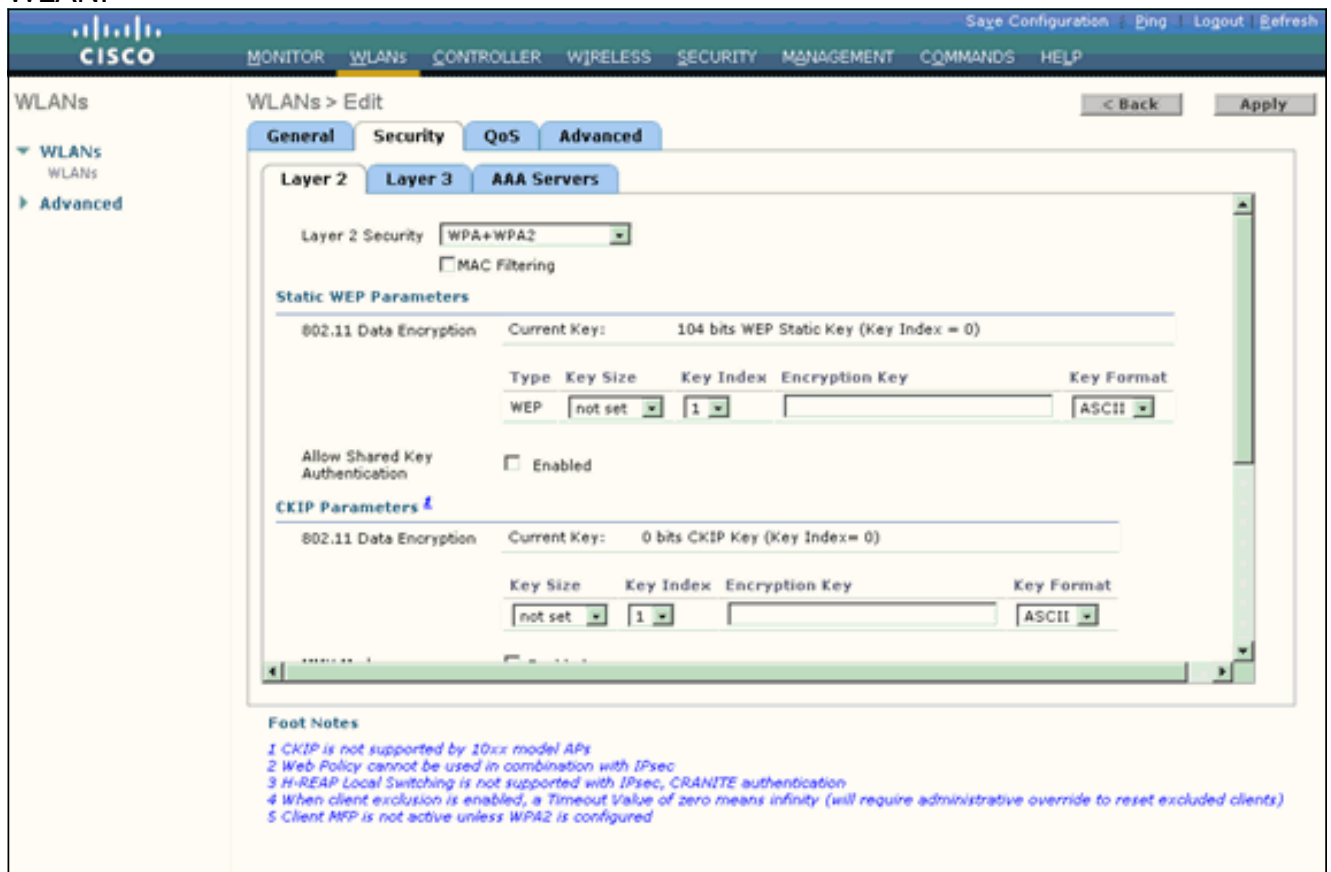 Save Configuration | Ping | Logout | Refresh
CISCO
MONITOR WLANs CONTROLLER WIRELESS SECURITY MANAGEMENT COMMANDS HELP
WLANs
WLANs > Edit
< Back
Apply
General Security QoS Advanced
WLANs
WLANs
Advanced
Layer 2 Layer 3 AAA Servers
Layer 2 Security WPA+WPA2
MAC Filtering
Static WEP Parameters
802.11 Data Encryption Current Key: 104 bits WEP Static Key (Key Index = 0)
Type Key Size Key Index Encryption Key Key Format
WEP not set 1 ASCII
Allow Shared Key
Authentication
Enabled
CKIP Parameters 1
802.11 Data Encryption Current Key: 0 bits CKIP Key (Key Index= 0)
Key Size Key Index Encryption Key Key Format
not set 1 ASCII
Foot Notes
1 CKIP is not supported by 10xx model APs
2 Web Policy cannot be used in combination with IPsec
3 H-REAP Local Switching is not supported with IPsec, CRANITE authentication
4 When client exclusion is enabled, a Timeout Value of zero means infinity (will require administrative override to reset excluded clients)
5 Client MFP is not active unless WPA2 is configured